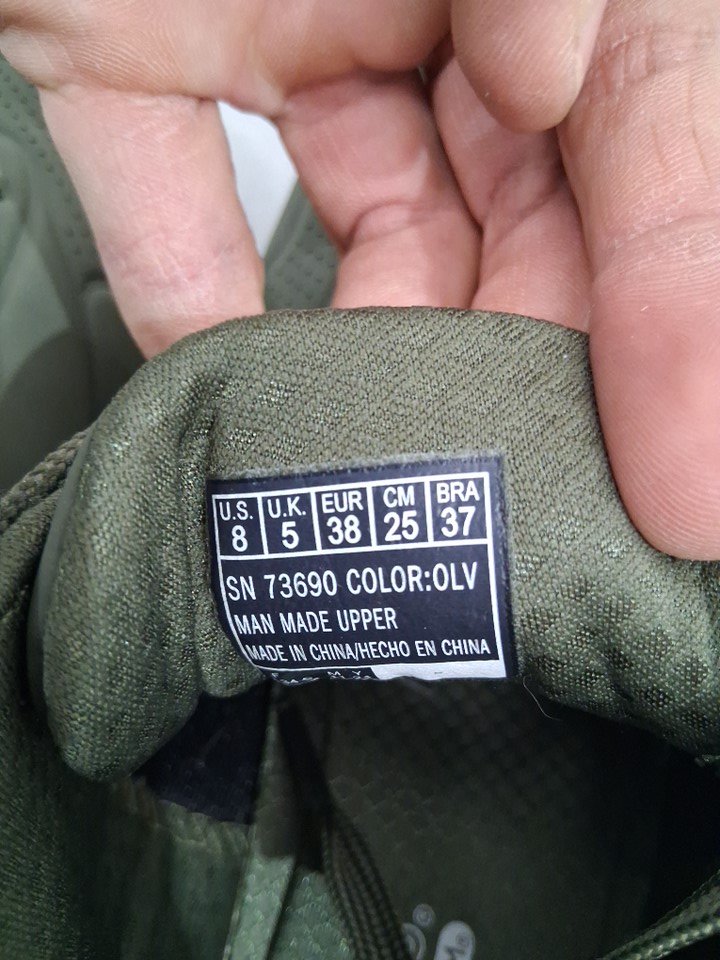 U.S. U.K. EUR CM BRA
8 5 38 25 37
SN 73690 COLOR:OLV
MAN MADE UPPER
MADE IN CHINA/HECHO EN CHINA